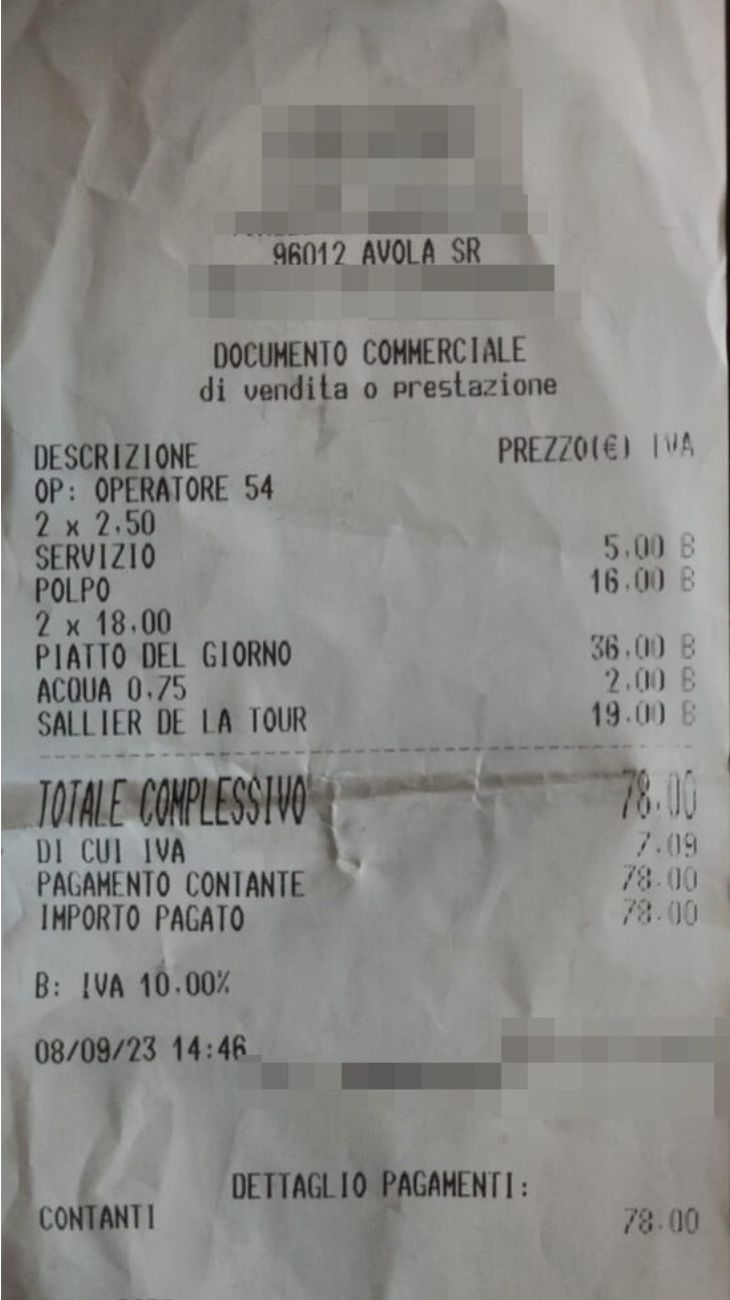 96012 AVOLA SR
DOCUMENTO COMMERCIALE
di vendita o prestazione
DESCRIZIONE PREZZO(€) IVA
OP: OPERATORE 54
2 x 2.50
SERVIZIO 5.00 B
POLPO 16.00 B
2 x 18.00
PIATTO DEL GIORNO 36.00 B
ACQUA 0.75 2.00 B
SALLIER DE LA TOUR 19.00 B
TOTALE COMPLESSIVO 78.00
DI CUI IVA 7.09
PAGAMENTO CONTANTE 78.00
IMPORTO PAGATO 78.00
B: IVA 10.00%
08/09/23 14:46
DETTAGLIO PAGAMENTI:
CONTANTI 78.00